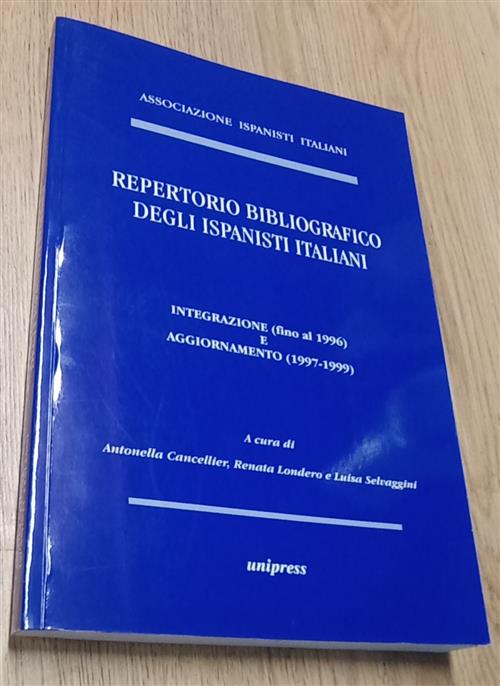 ASSOCIAZIONE ISPANISTI ITALIANI
REPERTORIO BIBLIOGRAFICO
DEGLI ISPANISTI ITALIANI
INTEGRAZIONE (fino al 1996)
E
AGGIORNAMENTO (1997-1999)
A cura di
Antonella Cancellier, Renata Londero e Luisa Selvaggini
unipress